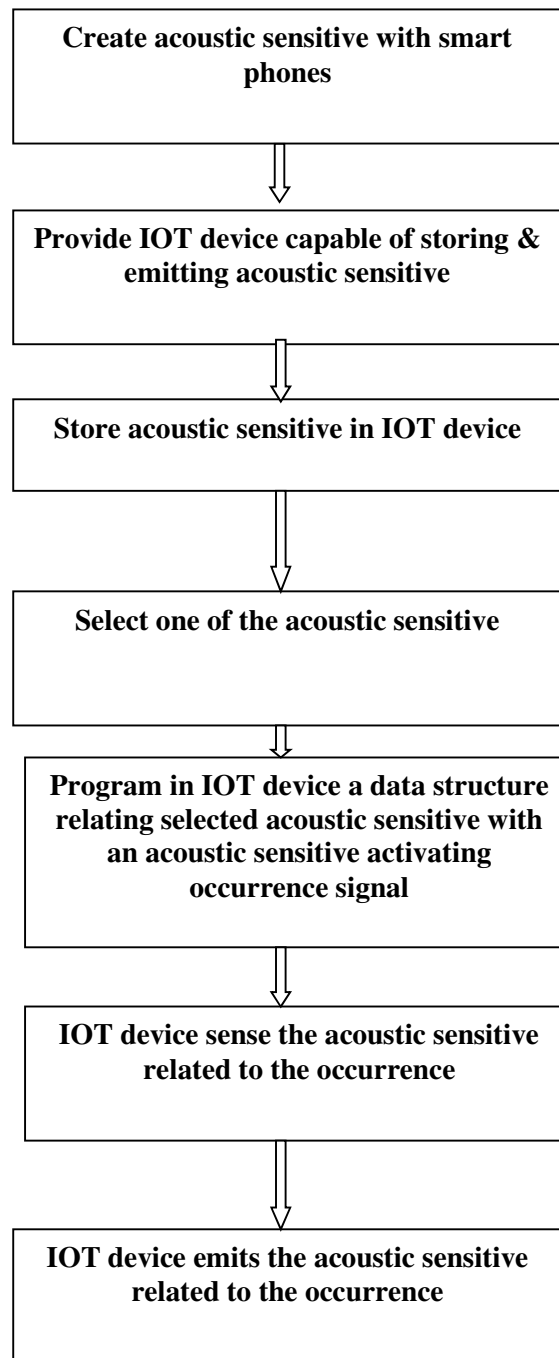 Create acoustic sensitive with smart
phones
Provide IOT device capable of storing &
emitting acoustic sensitive
Store acoustic sensitive in IOT device
Select one of the acoustic sensitive
Program in IOT device a data structure
relating selected acoustic sensitive with
an acoustic sensitive activating
occurrence signal
IOT device sense the acoustic sensitive
related to the occurrence
IOT device emits the acoustic sensitive
related to the occurrence